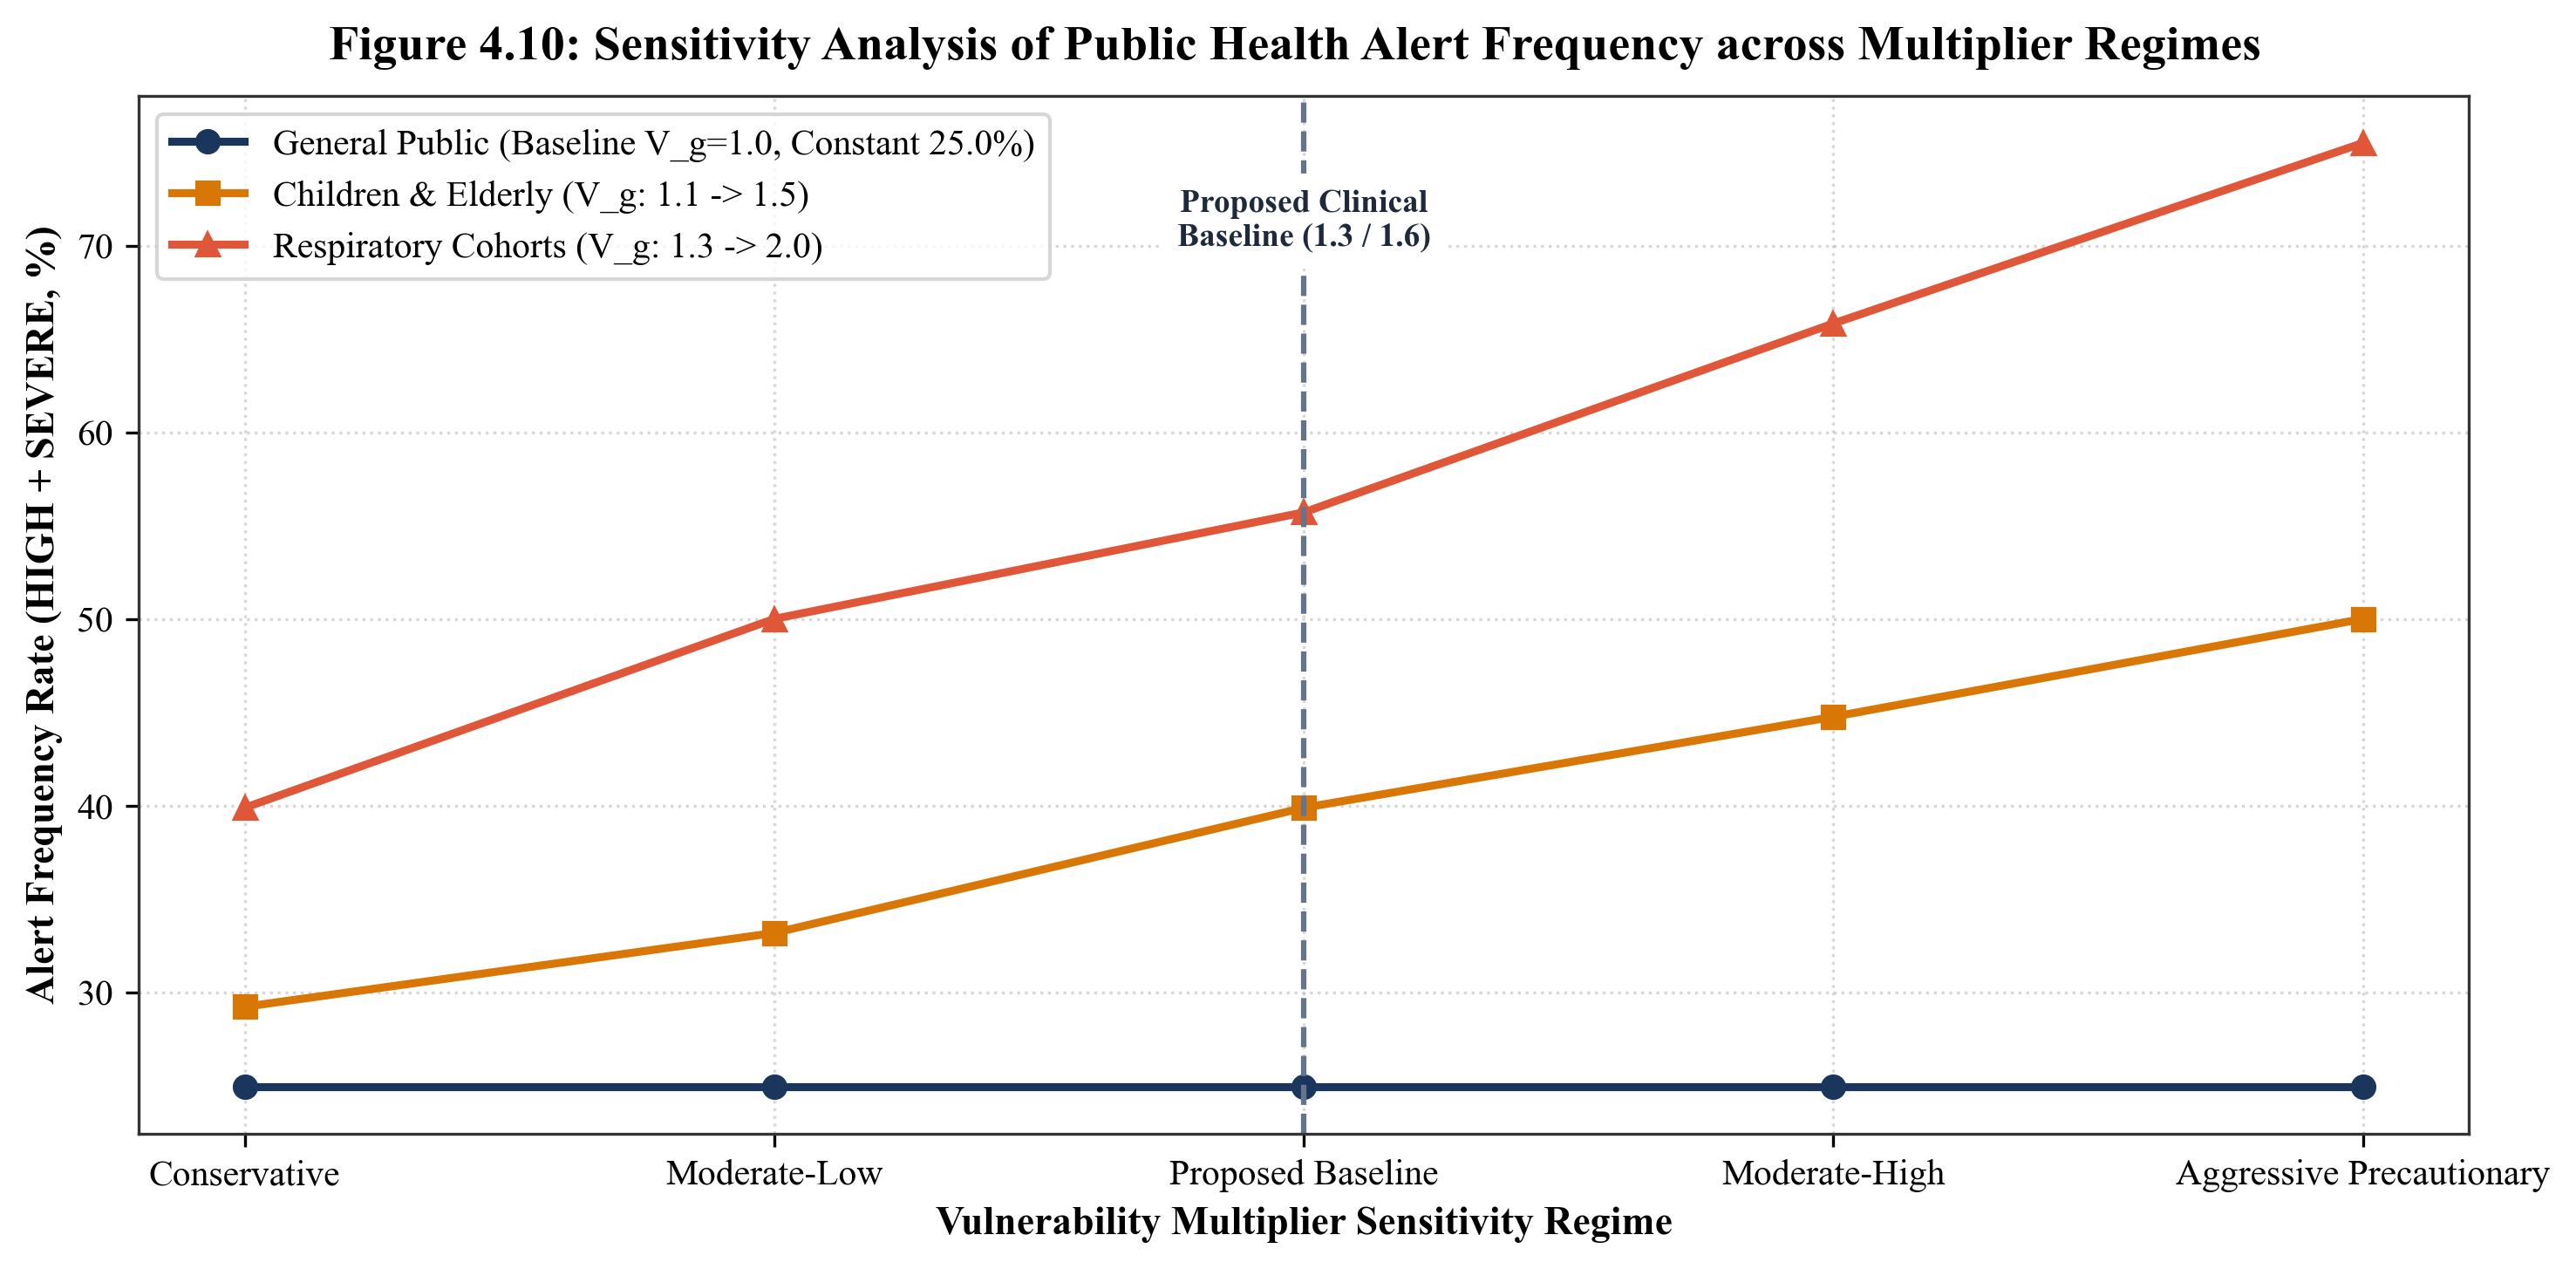 Figure 4.10: Sensitivity Analysis of Public Health Alert Frequency across Multiplier Regimes
General Public (Baseline V_g=1.0, Constant 25.0%)
Children & Elderly (V_g: 1.1 -> 1.5)
Respiratory Cohorts (V_g: 1.3 -> 2.0)
Proposed Clinical
Baseline (1.3 / 1.6)
Alert Frequency Rate (HIGH + SEVERE, %)
70
60
50
40
30
Conservative
Moderate-Low
Proposed Baseline
Moderate-High
Aggressive Precautionary
Vulnerability Multiplier Sensitivity Regime